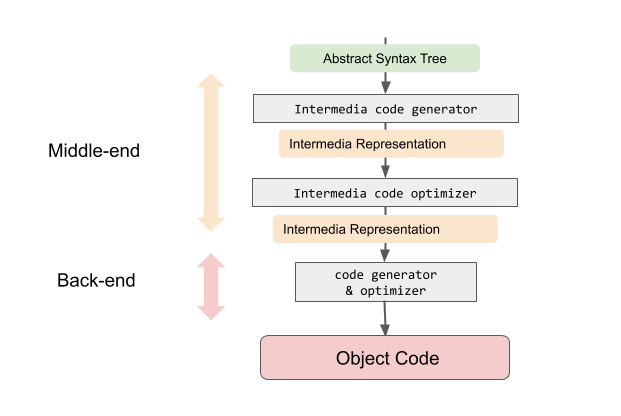 Abstract Syntax Tree
Intermedia code generator
Middle-end
Intermedia Representation
Intermedia code optimizer
Intermedia Representation
Back-end
code generator
& optimizer
Object Code